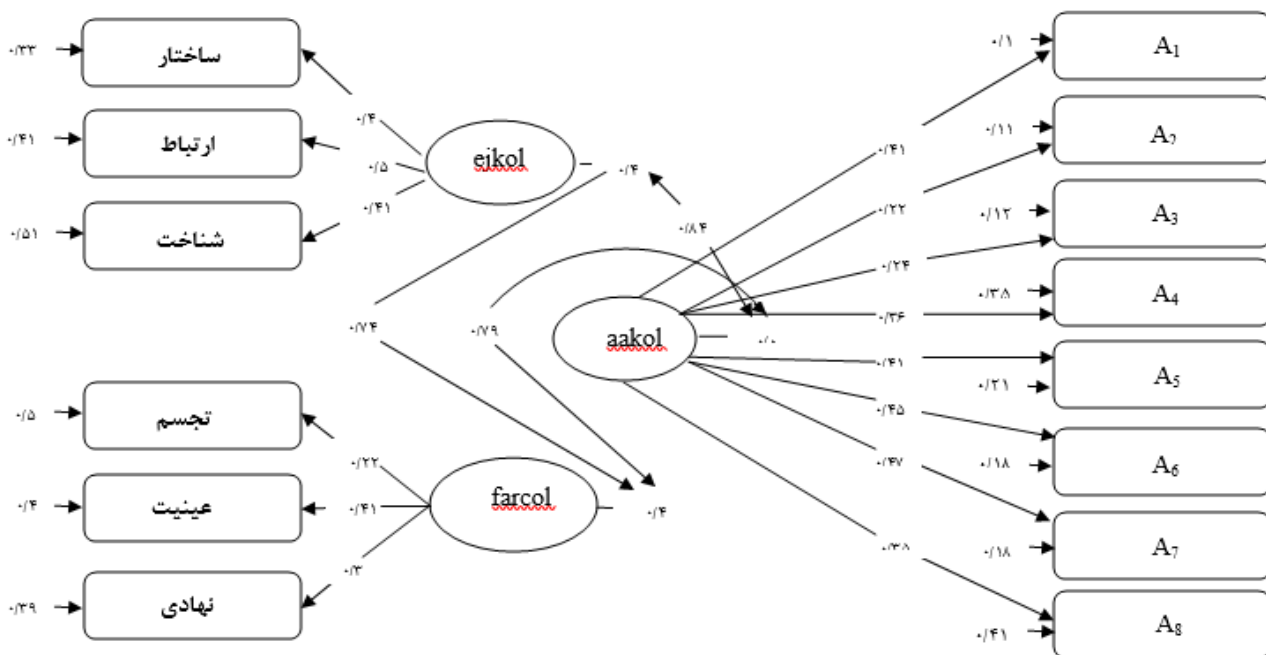 ۰/۳۳
ساختار
۰/۴۱
ارتباط
۰/۵۱
شناخت
۰/۴
۰/۵
۰/۴۱
ejkol
۰/۴
۰/۸۴
۰/۷۴
۰/۷۹
aakol
۰/۰
۰/۵
تجسم
۰/۴
عینیت
۰/۳۹
نهادی
۰/۲۲
۰/۴۱
۰/۳
farcol
۰/۴
۰/۴۱
۰/۲۲
۰/۲۴
۰/۳۶
۰/۴۱
۰/۴۵
۰/۴۷
۰/۳۸
۰/۱
A1
۰/۱۱
A2
۰/۱۲
A3
۰/۳۸
A4
A5
۰/۲۱
A6
۰/۱۸
A7
۰/۱۸
A8
۰/۴۱